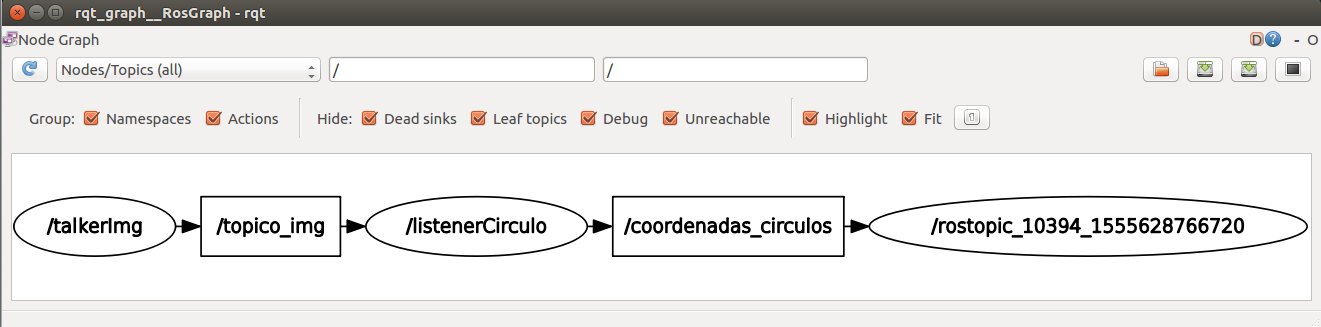 rqt_graph__RosGraph - rqt
Node Graph D ? - O
Nodes/Topics (all) / /
Group: Namespaces Actions Hide: Dead sinks Leaf topics Debug Unreachable Highlight Fit
/talkerImg /topico_img /listenerCirculo /coordenadas_circulos /rostopic_10394_1555628766720